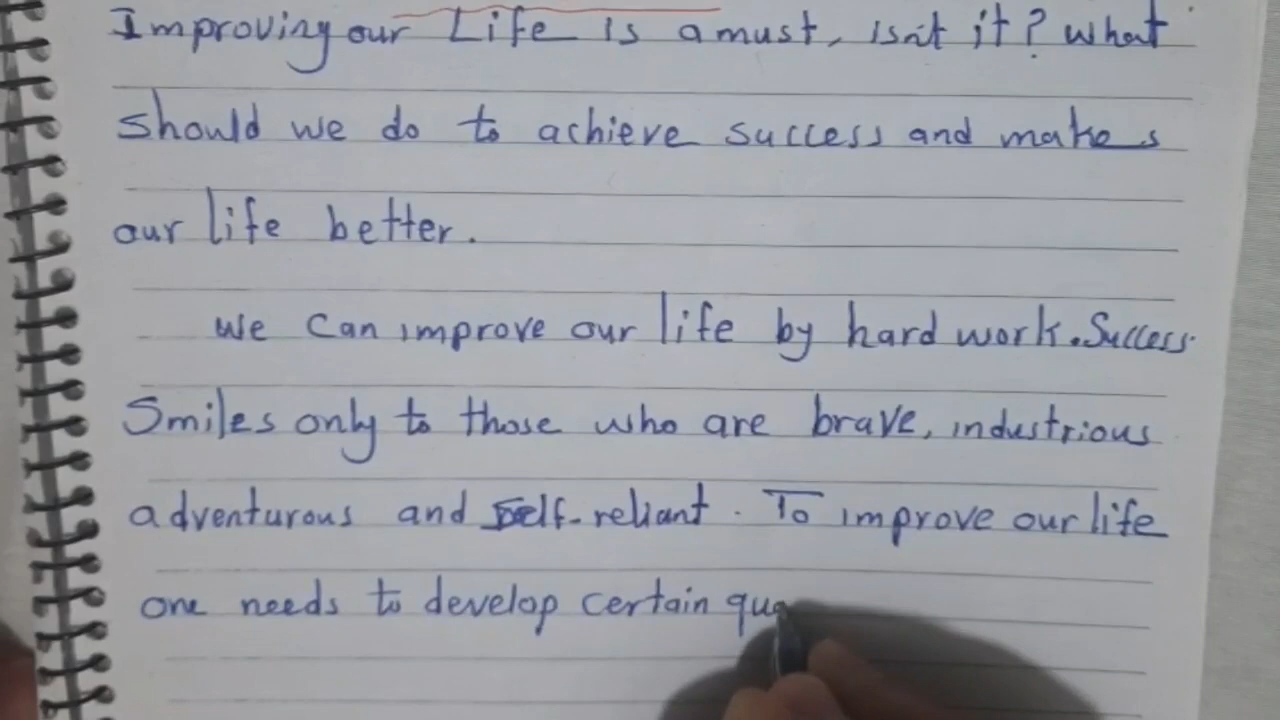 Improving our Life is a must, isn't it? what
should we do to achieve success and makes
our life better.
we can improve our life by hard work. Success
Smiles only to those who are brave, industrious
adventurous and self-reliant. To improve our life
one needs to develop certain qua